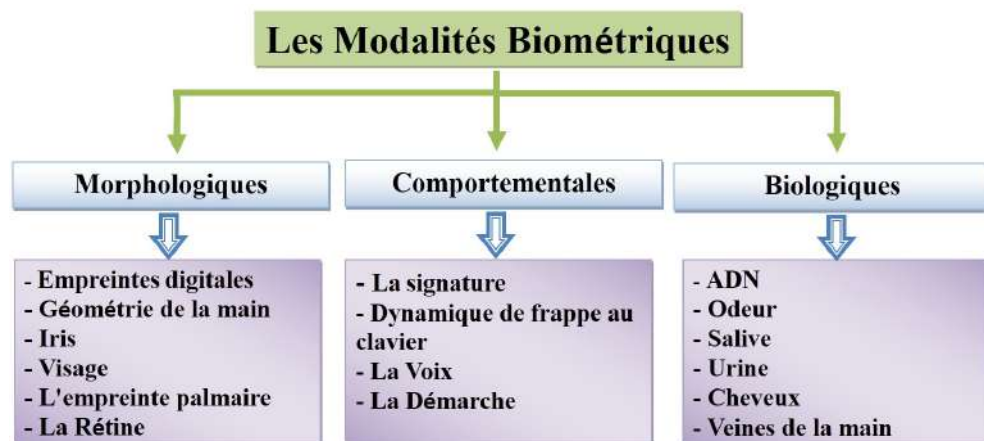 Les Modalités Biométriques
Morphologiques
- Empreintes digitales
- Géométrie de la main
- Iris
- Visage
- L'empreinte palmaire
- La Rétine
Comportementales
- La signature
- Dynamique de frappe au
clavier
- La Voix
- La Démarche
Biologiques
- ADN
- Odeur
- Salive
- Urine
- Cheveux
- Veines de la main